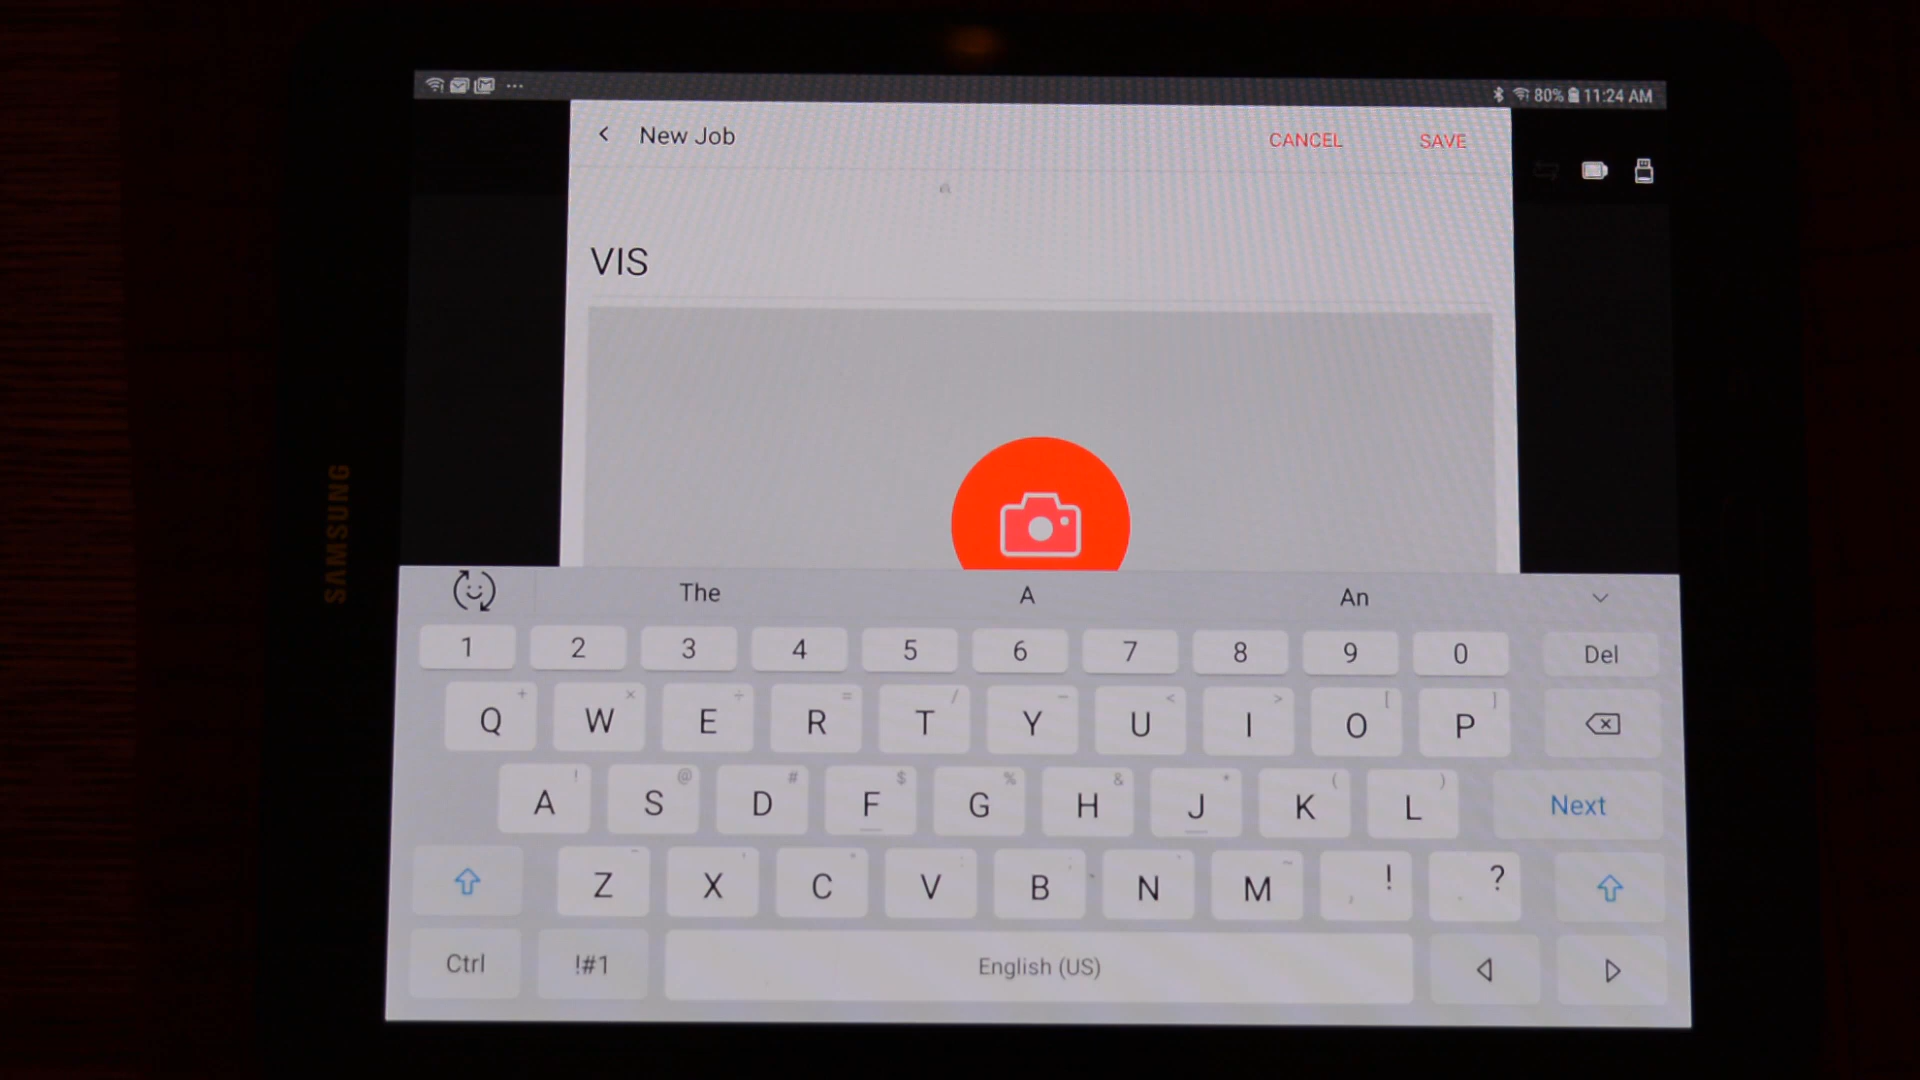 80% 11:24 AM
New Job CANCEL SAVE
VIS
SAMSUNG
The A An
1 2 3 4 5 6 7 8 9 0 Del
Q + W × E ÷ R = T / Y _ U < I > O [ P ]
A ! S @ D # F $ G % H & J * K ( L ) Next
Z - X ' C " V : B ; N M ~ , ! . ?
Ctrl !#1 English (US)